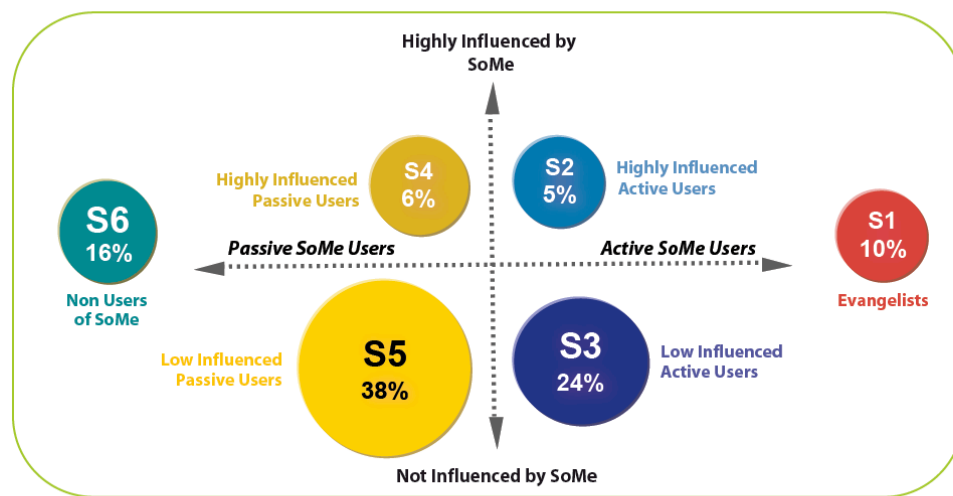 Highly Influenced by
SoMe
S4
6%
Highly Influenced
Passive Users
S2
5%
Highly Influenced
Active Users
S6
16%
Non Users
of SoMe
Passive SoMe Users
Active SoMe Users
S1
10%
Evangelists
S5
38%
Low Influenced
Passive Users
S3
24%
Low Influenced
Active Users
Not Influenced by SoMe